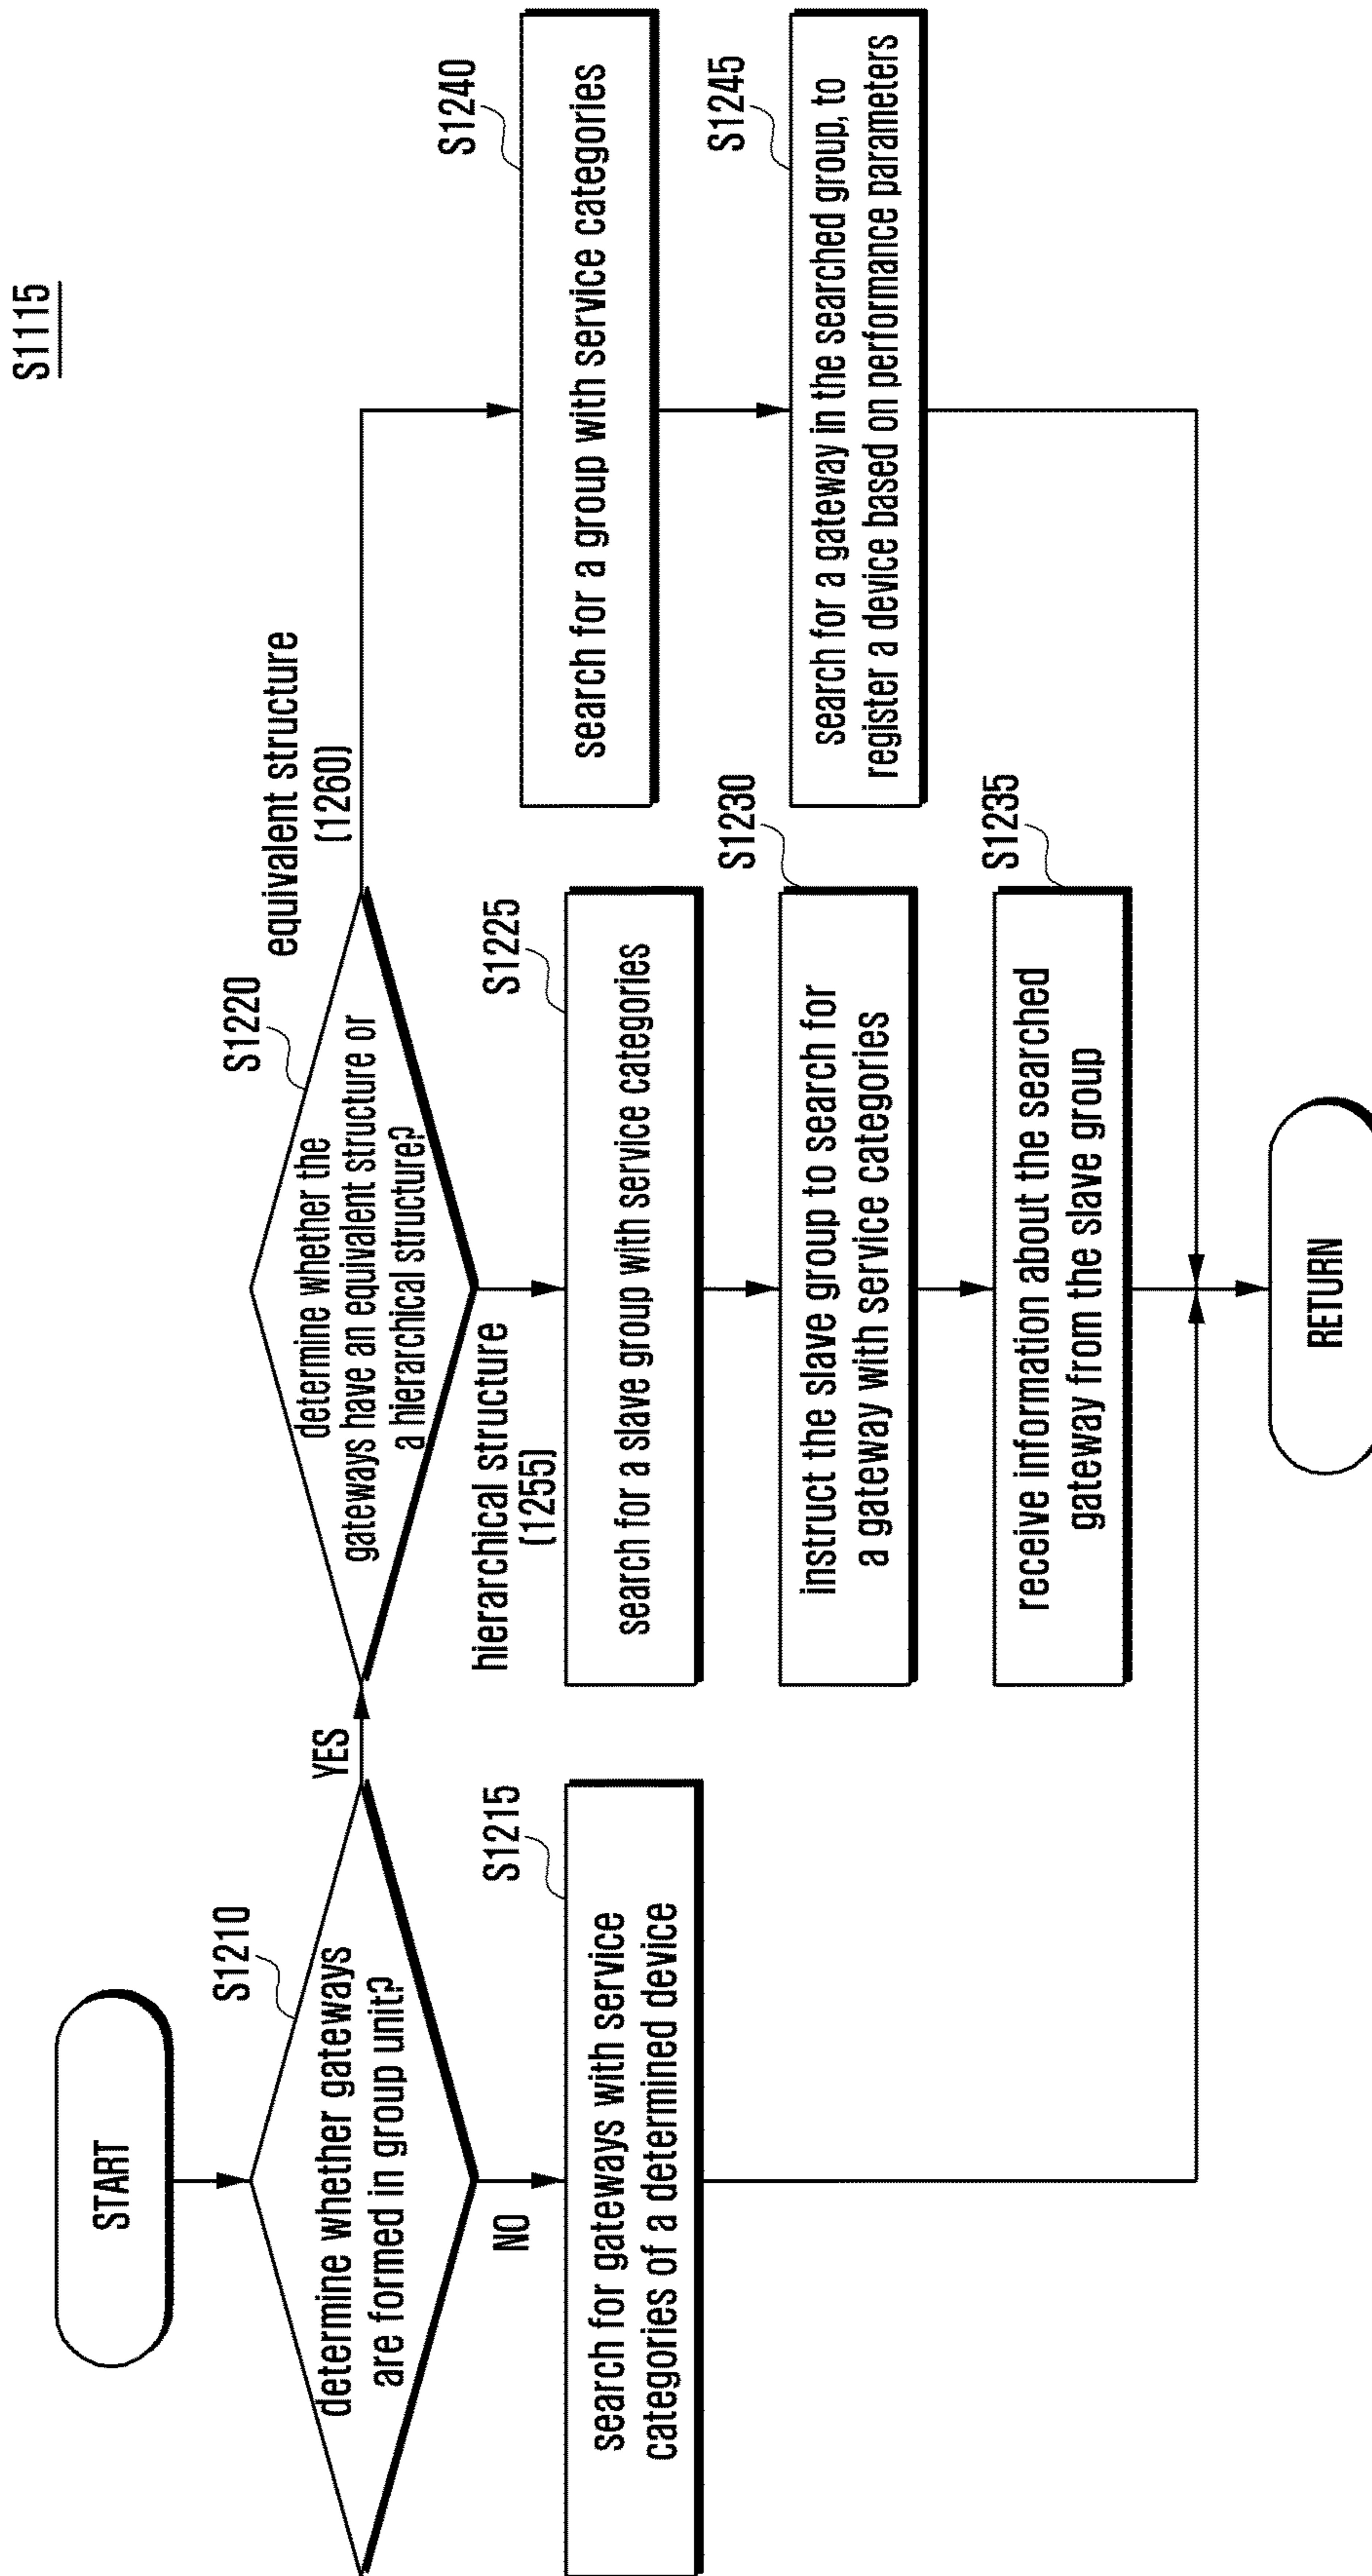 S1115
START
S1210
determine whether gateways
are formed in group unit?
YES
NO
S1215
search for gateways with service
categories of a determined device
S1220
determine whether the
gateways have an equivalent structure or
a hierarchical structure?
hierarchical structure
(1255)
equivalent structure
(1260)
S1225
search for a slave group with service categories
S1230
instruct the slave group to search for
a gateway with service categories
S1235
receive information about the searched
gateway from the slave group
S1240
search for a group with service categories
S1245
search for a gateway in the searched group, to
register a device based on performance parameters
RETURN